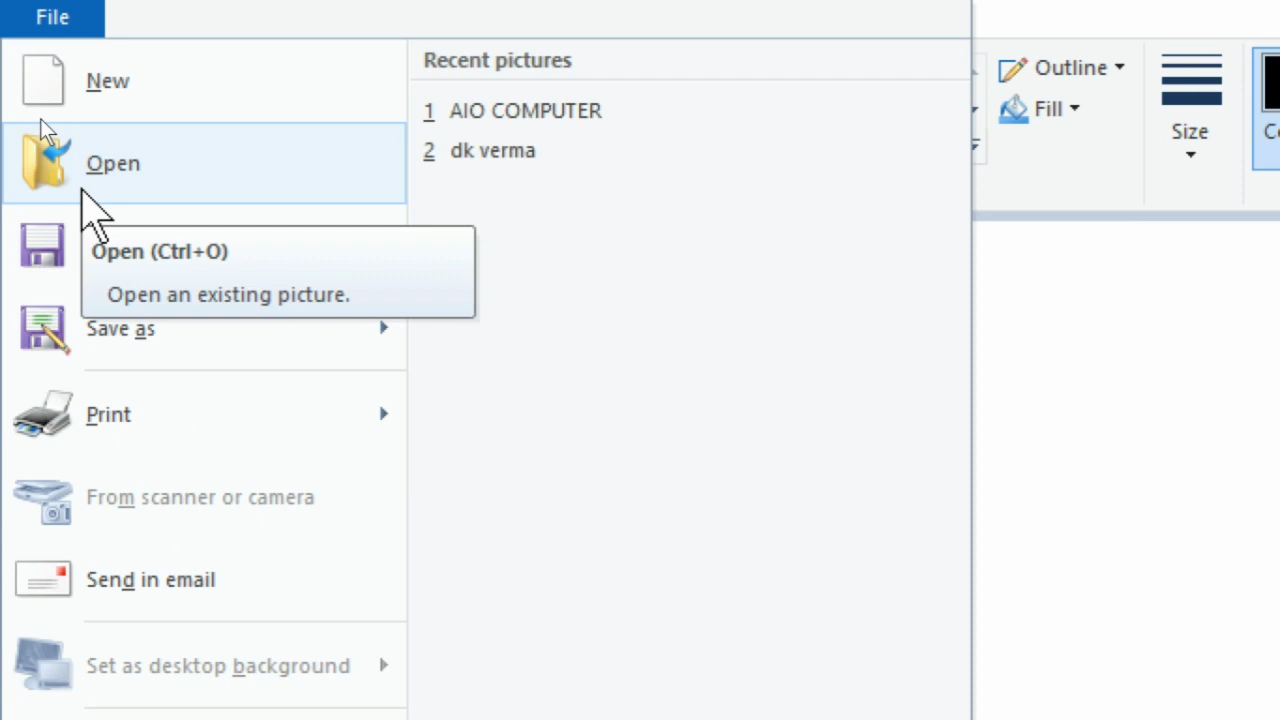 File
New
Open
Open (Ctrl+O)
Open an existing picture.
Save as
Print
From scanner or camera
Send in email
Set as desktop background
Recent pictures
1 AIO COMPUTER
2 dk verma
Outline
Fill
Size